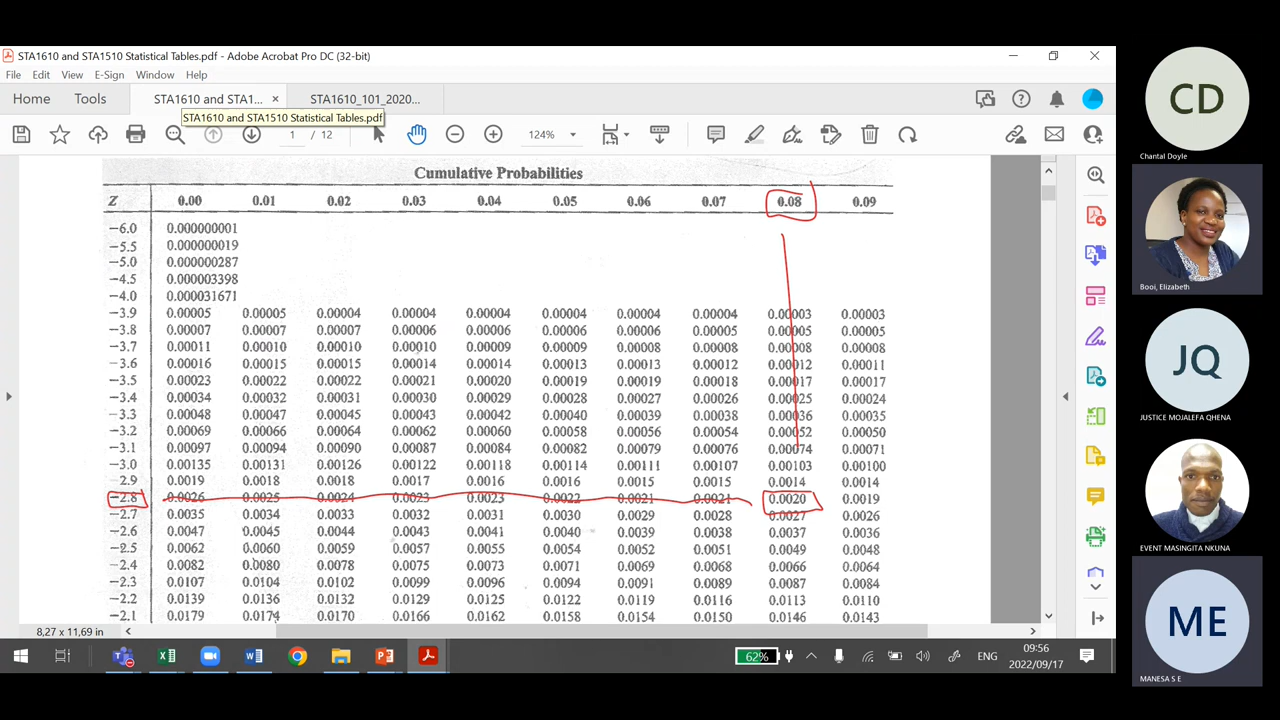 STA1610 and STA1510 Statistical Tables.pdf - Adobe Acrobat Pro DC (32-bit)
File Edit View E-Sign Window Help
Home Tools STA1610 and STA1... × STA1610_101_2020...
STA1610 and STA1510 Statistical Tables.pdf
1 / 12 124%
Cumulative Probabilities
Z 0.00 0.01 0.02 0.03 0.04 0.05 0.06 0.07 0.08 0.09
−6.0 0.000000001
−5.5 0.000000019
−5.0 0.000000287
−4.5 0.000003398
−4.0 0.000031671
−3.9 0.00005 0.00005 0.00004 0.00004 0.00004 0.00004 0.00004 0.00004 0.00003 0.00003
−3.8 0.00007 0.00007 0.00007 0.00006 0.00006 0.00006 0.00006 0.00005 0.00005 0.00005
−3.7 0.00011 0.00010 0.00010 0.00010 0.00009 0.00009 0.00008 0.00008 0.00008 0.00008
−3.6 0.00016 0.00015 0.00015 0.00014 0.00014 0.00013 0.00013 0.00012 0.00012 0.00011
−3.5 0.00023 0.00022 0.00022 0.00021 0.00020 0.00019 0.00019 0.00018 0.00017 0.00017
−3.4 0.00034 0.00032 0.00031 0.00030 0.00029 0.00028 0.00027 0.00026 0.00025 0.00024
−3.3 0.00048 0.00047 0.00045 0.00043 0.00042 0.00040 0.00039 0.00038 0.00036 0.00035
−3.2 0.00069 0.00066 0.00064 0.00062 0.00060 0.00058 0.00056 0.00054 0.00052 0.00050
−3.1 0.00097 0.00094 0.00090 0.00087 0.00084 0.00082 0.00079 0.00076 0.00074 0.00071
−3.0 0.00135 0.00131 0.00126 0.00122 0.00118 0.00114 0.00111 0.00107 0.00103 0.00100
−2.9 0.0019 0.0018 0.0018 0.0017 0.0016 0.0016 0.0015 0.0015 0.0014 0.0014
−2.8 0.0026 0.0025 0.0024 0.0023 0.0023 0.0022 0.0021 0.0021 0.0020 0.0019
−2.7 0.0035 0.0034 0.0033 0.0032 0.0031 0.0030 0.0029 0.0028 0.0027 0.0026
−2.6 0.0047 0.0045 0.0044 0.0043 0.0041 0.0040 0.0039 0.0038 0.0037 0.0036
−2.5 0.0062 0.0060 0.0059 0.0057 0.0055 0.0054 0.0052 0.0051 0.0049 0.0048
−2.4 0.0082 0.0080 0.0078 0.0075 0.0073 0.0071 0.0069 0.0068 0.0066 0.0064
−2.3 0.0107 0.0104 0.0102 0.0099 0.0096 0.0094 0.0091 0.0089 0.0087 0.0084
−2.2 0.0139 0.0136 0.0132 0.0129 0.0125 0.0122 0.0119 0.0116 0.0113 0.0110
−2.1 0.0179 0.0174 0.0170 0.0166 0.0162 0.0158 0.0154 0.0150 0.0146 0.0143
8,27 x 11,69 in
62% ENG 09:56
2022/09/17
CD
Chantal Doyle
Booi, Elizabeth
JQ
JUSTICE MOJALEFA QHENA
EVENT MASINGITA NKUNA
ME
MANESA S E